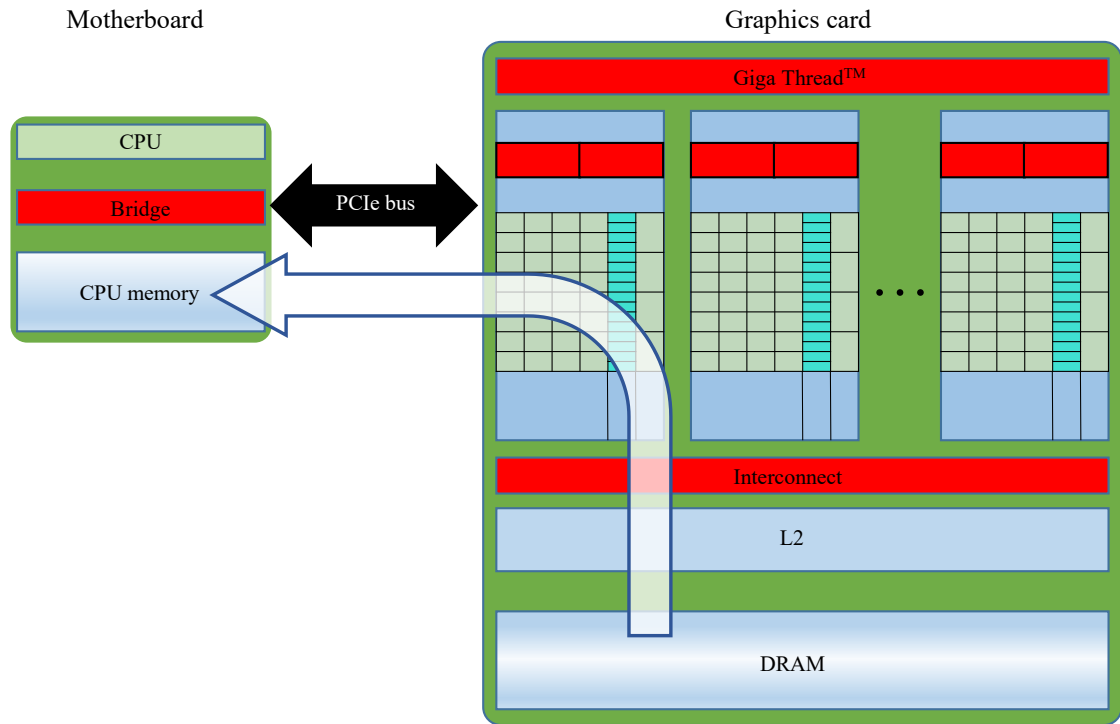 Motherboard
Graphics card
Giga Thread™
CPU
Bridge
PCIe bus
CPU memory
• • •
Interconnect
L2
DRAM